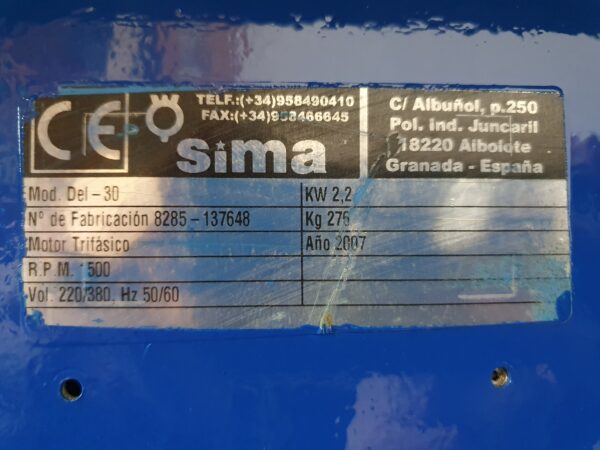 CE
TELF.:(+34)958490410
FAX:(+34)958466645
sima
C/ Albuñol, p.250
Pol. Ind. Juncaril
18220 Albolote
Granada - España
Mod. Del - 30
KW 2,2
Nº de Fabricación 8285 - 137648
Kg 276
Motor Trifásico
Año 2007
R.P.M. 1500
Vol. 220/380. Hz 50/60